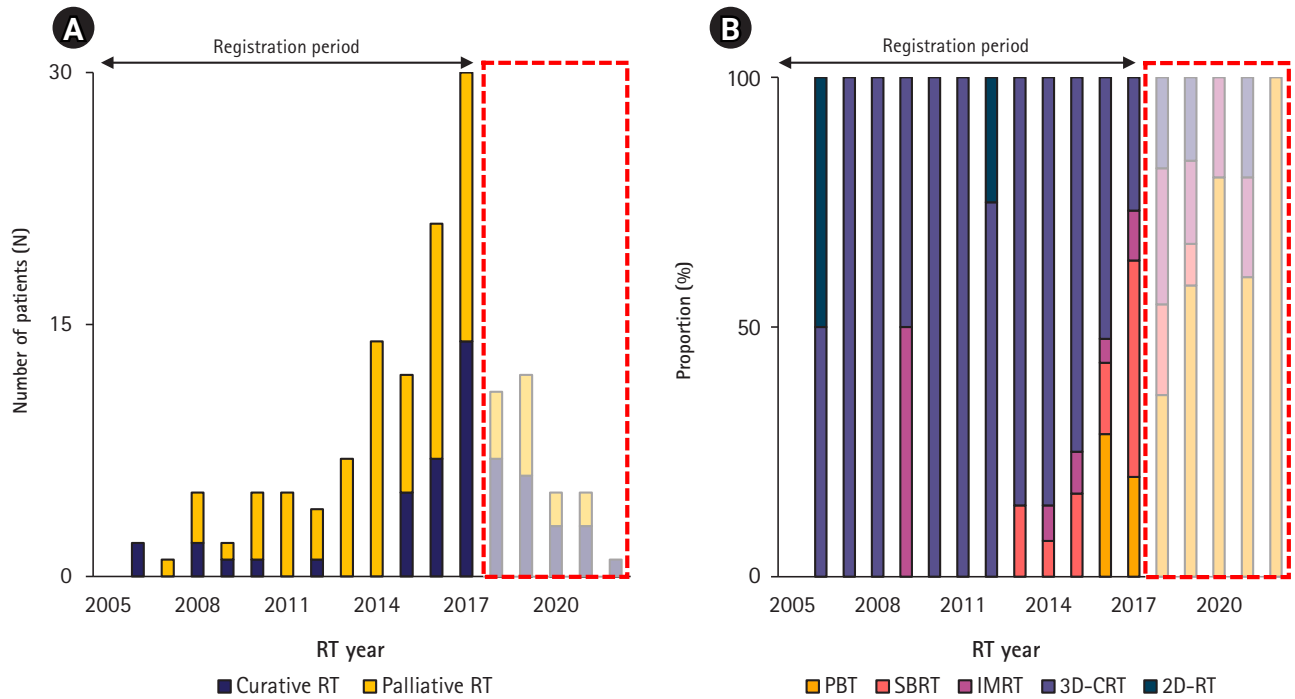 A
Registration period
30
15
0
Number of patients (N)
2005 2008 2011 2014 2017 2020
RT year
Curative RT Palliative RT
B
Registration period
100
50
0
Proportion (%)
2005 2008 2011 2014 2017 2020
RT year
PBT SBRT IMRT 3D-CRT 2D-RT